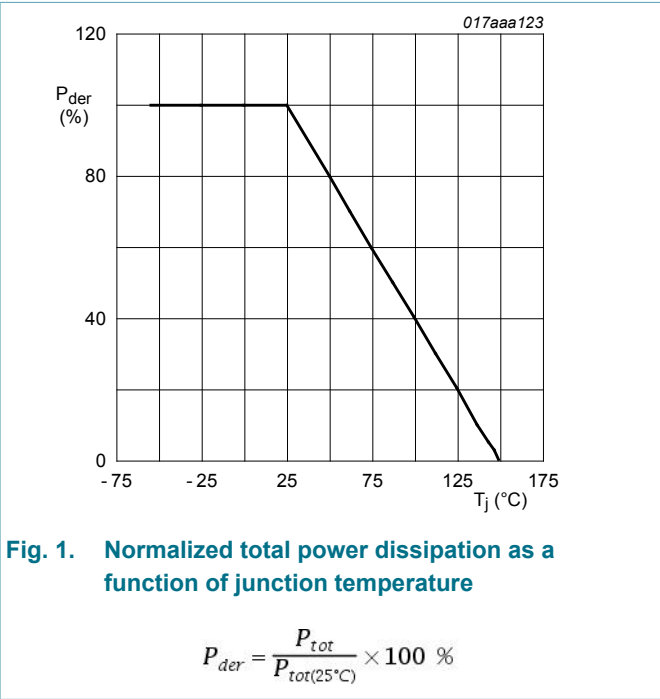 017aaa123
120
Pder
(%)
80
40
0
- 75
- 25
25
75
125
175
Tj (°C)
Fig. 1. Normalized total power dissipation as a
function of junction temperature
Pder = Ptot / Ptot(25°C) × 100 %